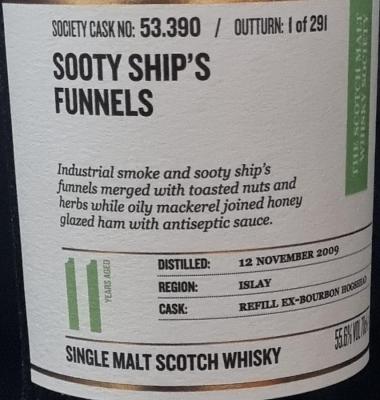 SOCIETY CASK NO: 53.390 / OUTTURN: 1 of 291
SOOTY SHIP'S
FUNNELS
THE SCOTCH MALT
WHISKY SOCIETY
Industrial smoke and sooty ship's
funnels merged with toasted nuts and
herbs while oily mackerel joined honey
glazed ham with antiseptic sauce.
11 YEARS AGED
DISTILLED: 12 NOVEMBER 2009
REGION: ISLAY
CASK: REFILL EX-BOURBON HOGSHEAD
55.6% VOL
SINGLE MALT SCOTCH WHISKY